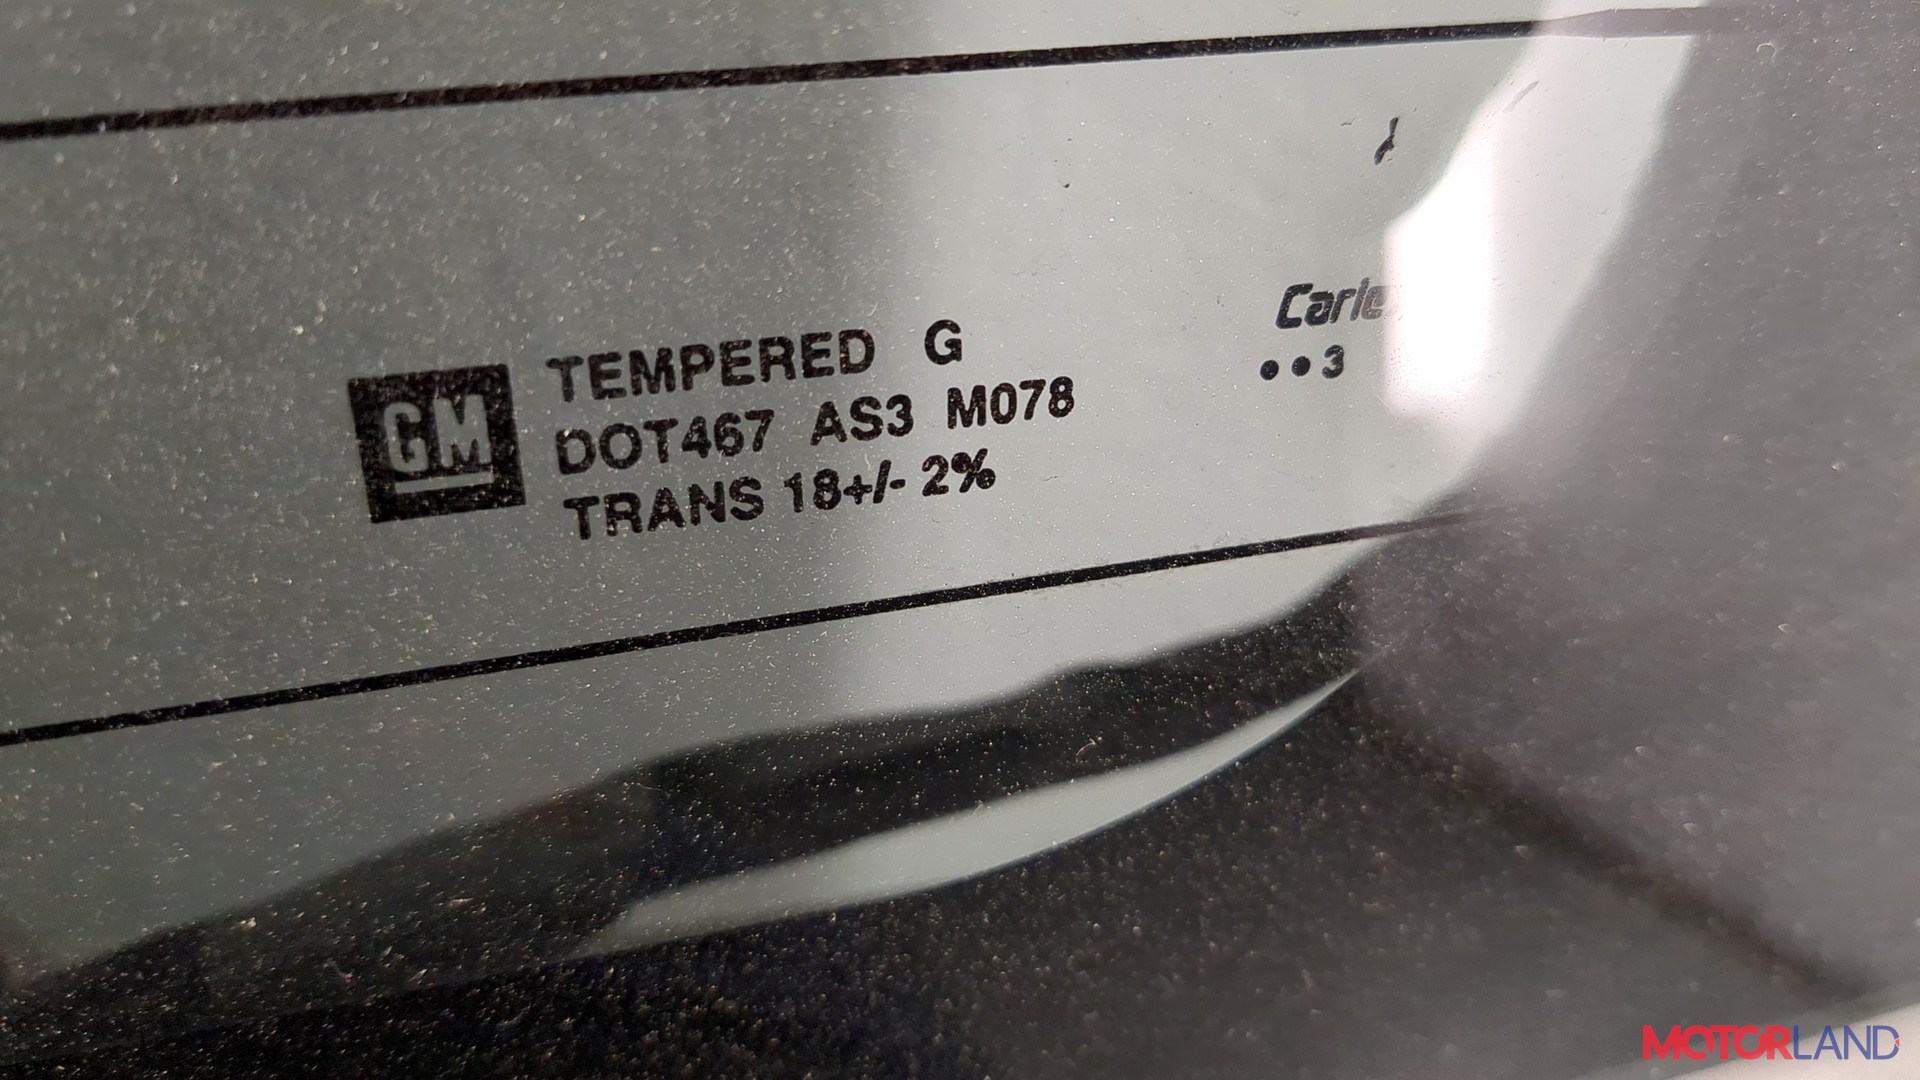 GM
TEMPERED G
DOT467 AS3 M078
TRANS 18+/- 2%
••3
MOTORLAND